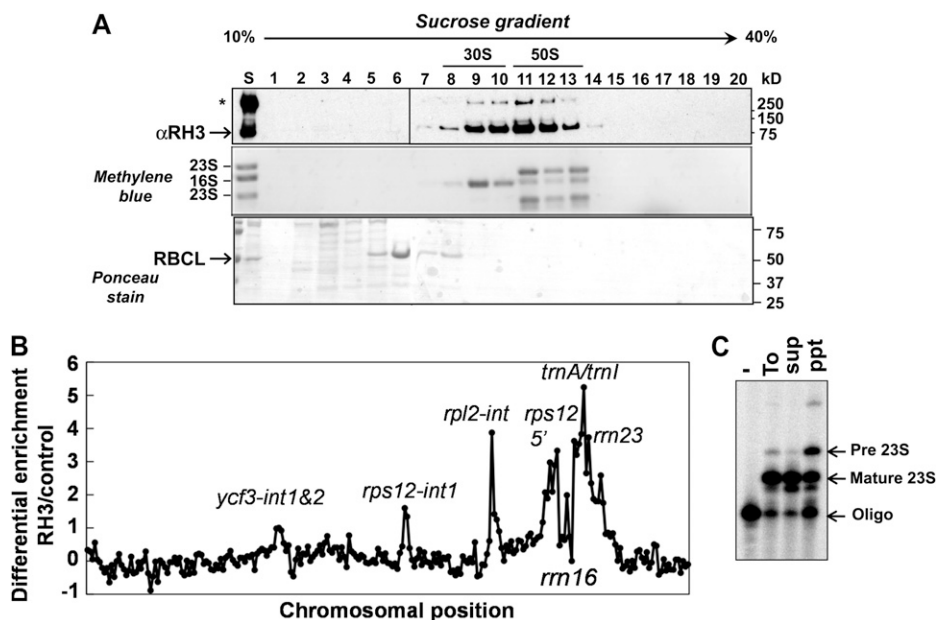 A
Sucrose gradient
10% 40%
30S 50S
S 1 2 3 4 5 6 7 8 9 10 11 12 13 14 15 16 17 18 19 20 kD
* 250
150
αRH3 75
23S
Methylene blue 16S
23S
75
RBCL 50
Ponceau stain 37
25
B
Differential enrichment
RH3/control
6
5
4
3
2
1
0
-1
ycf3-int1&2
rps12-int1
rpl2-int
rps12
5’
trnA/trnI
rrn23
rrn16
Chromosomal position
C
- To sup ppt
Pre 23S
Mature 23S
Oligo